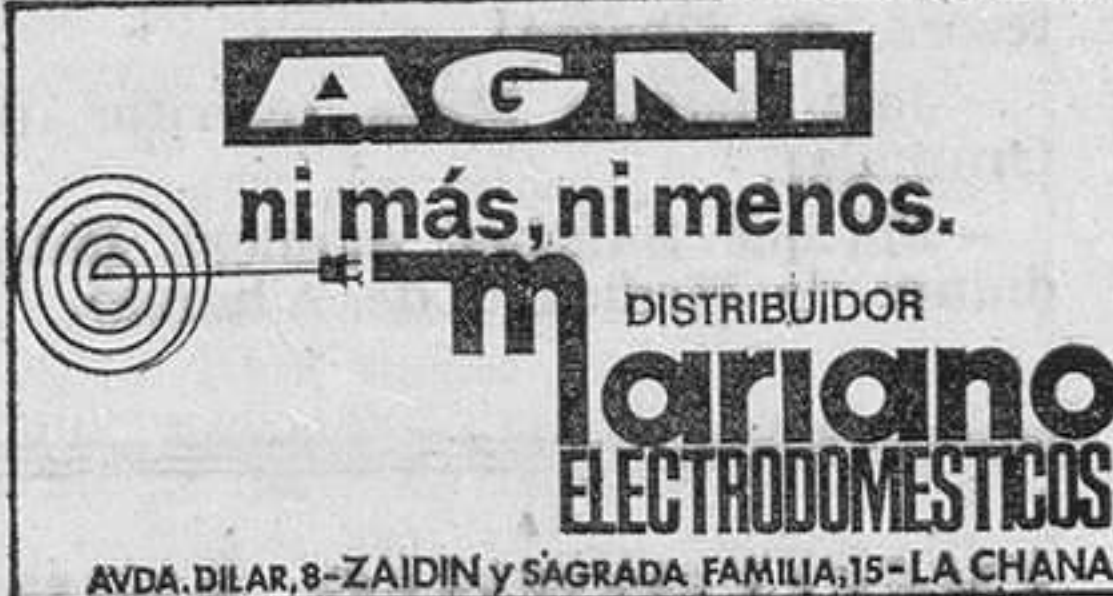 AGNI
ni más, ni menos.
DISTRIBUIDOR
mariano
ELECTRODOMESTICOS
AVDA. DILAR, 8-ZAIDIN y SAGRADA FAMILIA, 15-LA CHANA